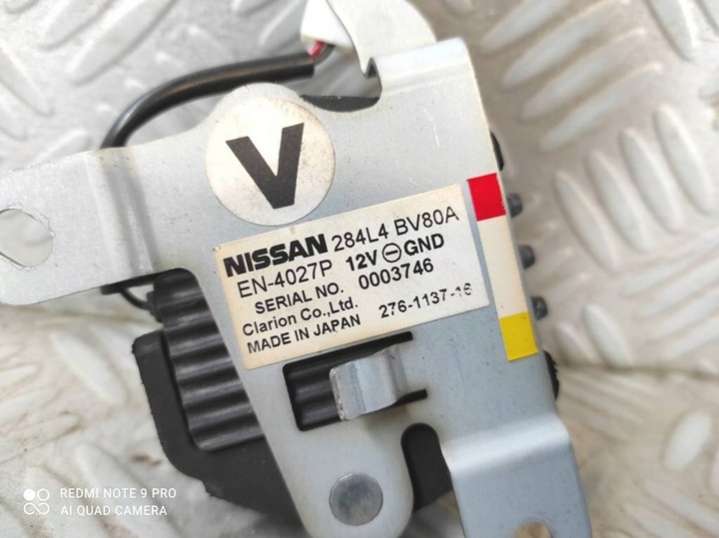 V
NISSAN 284L4 BV80A
EN-4027P 12V ⊖ GND
SERIAL NO. 0003746
Clarion Co.,Ltd.
MADE IN JAPAN 276-1137-16
REDMI NOTE 9 PRO
AI QUAD CAMERA